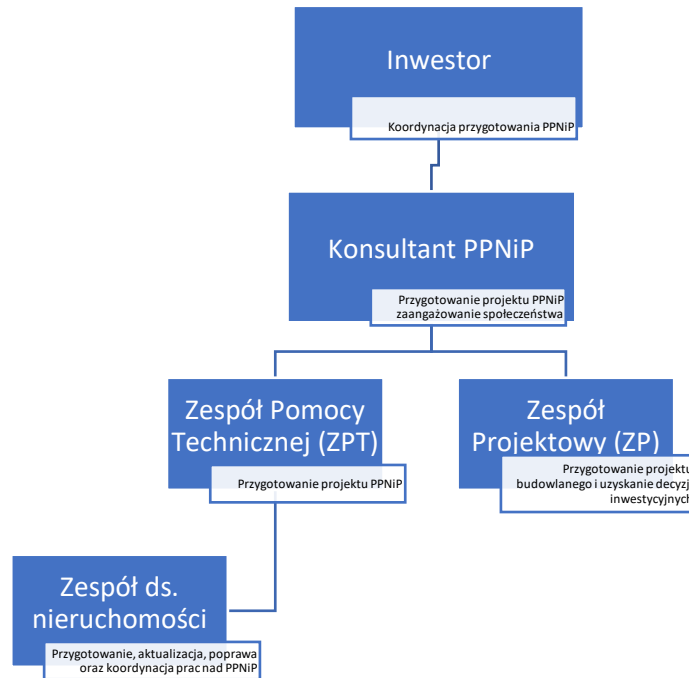 Inwestor
Koordynacja przygotowania PPNiP
Konsultant PPNiP
Przygotowanie projektu PPNiP
zaangażowanie społeczeństwa
Zespół Pomocy
Technicznej (ZPT)
Przygotowanie projektu PPNiP
Zespół
Projektowy (ZP)
Przygotowanie projektu
budowlanego i uzyskanie decyzji
inwestycyjnych
Zespół ds.
nieruchomości
Przygotowanie, aktualizacja, poprawa
oraz koordynacja prac nad PPNiP